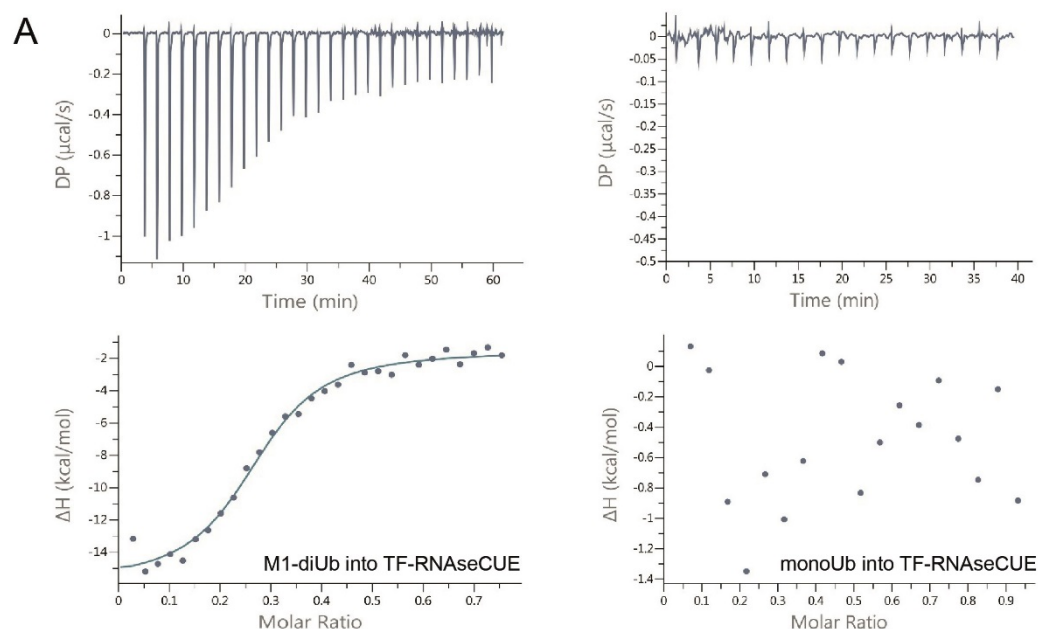 A
DP (µcal/s)
0
-0.2
-0.4
-0.6
-0.8
-1
0 10 20 30 40 50 60
Time (min)
DP (µcal/s)
0
-0.05
-0.1
-0.15
-0.2
-0.25
-0.3
-0.35
-0.4
-0.45
-0.5
0 5 10 15 20 25 30 35 40
Time (min)
ΔH (kcal/mol)
-2
-4
-6
-8
-10
-12
-14
M1-diUb into TF-RNAseCUE
0 0.1 0.2 0.3 0.4 0.5 0.6 0.7
Molar Ratio
ΔH (kcal/mol)
0
-0.2
-0.4
-0.6
-0.8
-1
-1.2
-1.4
monoUb into TF-RNAseCUE
0 0.1 0.2 0.3 0.4 0.5 0.6 0.7 0.8 0.9
Molar Ratio